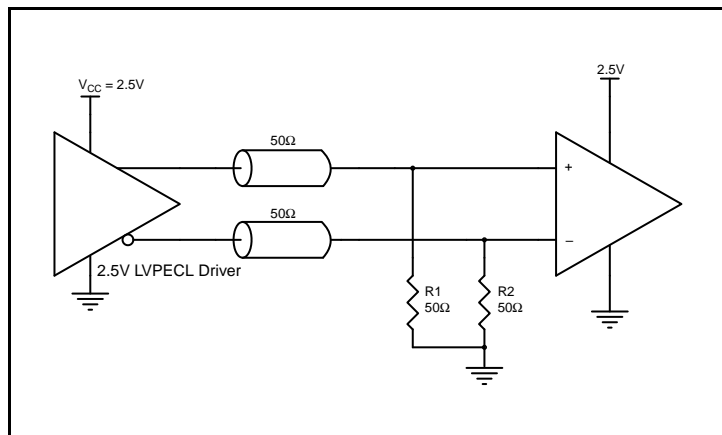 V_CC = 2.5V
2.5V
50Ω
+
50Ω
−
2.5V LVPECL Driver
R1
50Ω
R2
50Ω